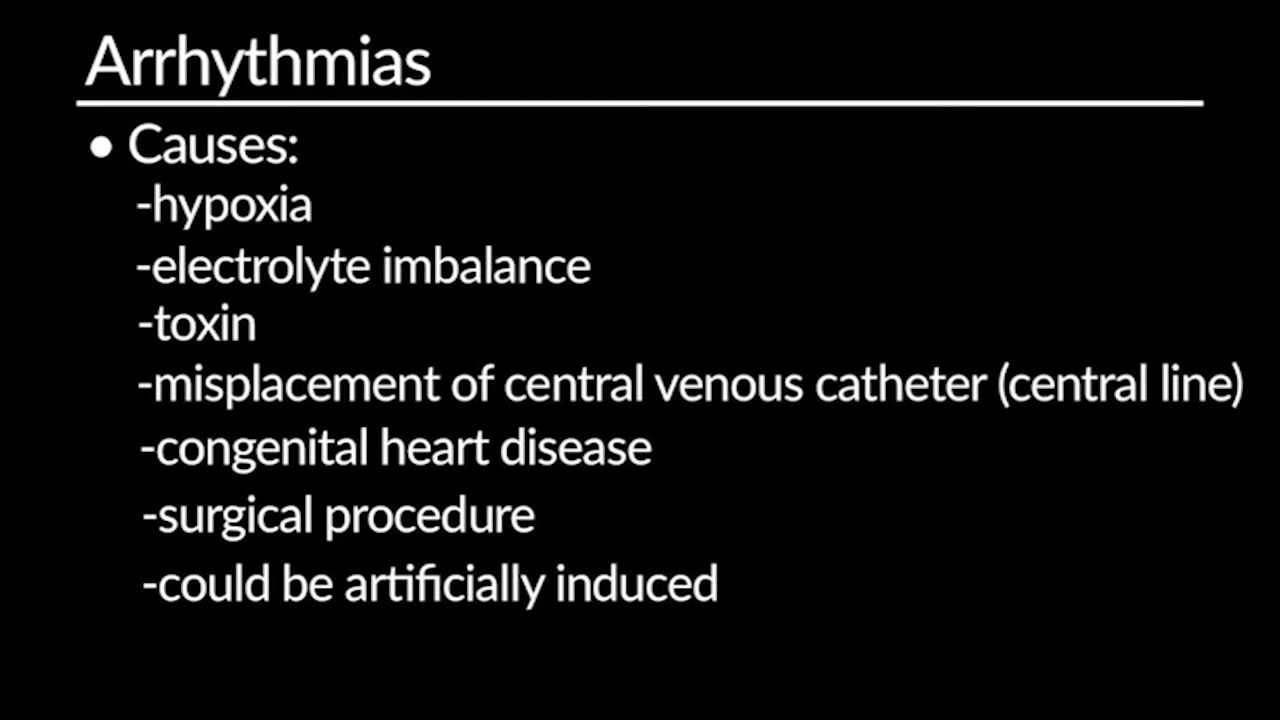 Arrhythmias
• Causes:
-hypoxia
-electrolyte imbalance
-toxin
-misplacement of central venous catheter (central line)
-congenital heart disease
-surgical procedure
-could be artificially induced